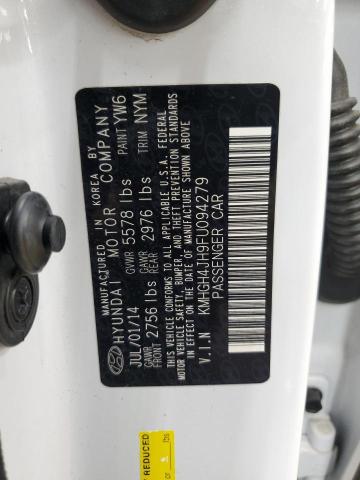 MANUFACTURED IN KOREA BY
HYUNDAI MOTOR COMPANY
JUL/01/14 GVWR 5578 lbs PAINT YW6
GAWR FRONT 2756 lbs GAWR REAR 2976 lbs TRIM NYM
THIS VEHICLE CONFORMS TO ALL APPLICABLE U.S.A. FEDERAL
MOTOR VEHICLE SAFETY, BUMPER, AND THEFT PREVENTION
STANDARDS IN EFFECT ON THE DATE OF MANUFACTURE
SHOWN ABOVE.
V.I.N KMHGH4JH9FU094279
PASSENGER CAR
REDUCED
lbs